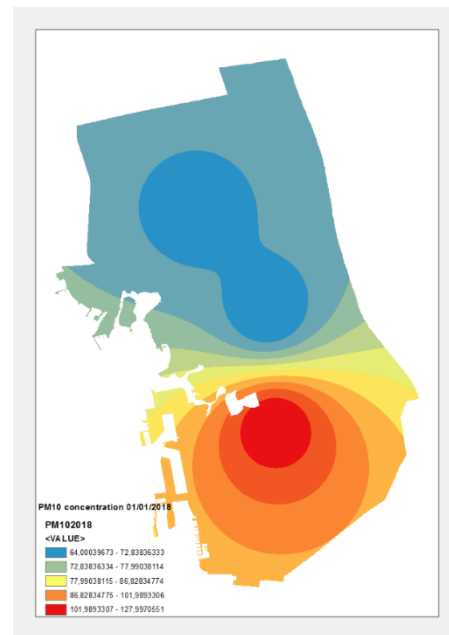 PM10 concentration 01/01/2018
PM102018
<VALUE>
64,00039673 - 72,83836333
72,83836334 - 77,99038114
77,99038115 - 86,82834774
86,82834775 - 101,9893306
101,9893307 - 127,9970551